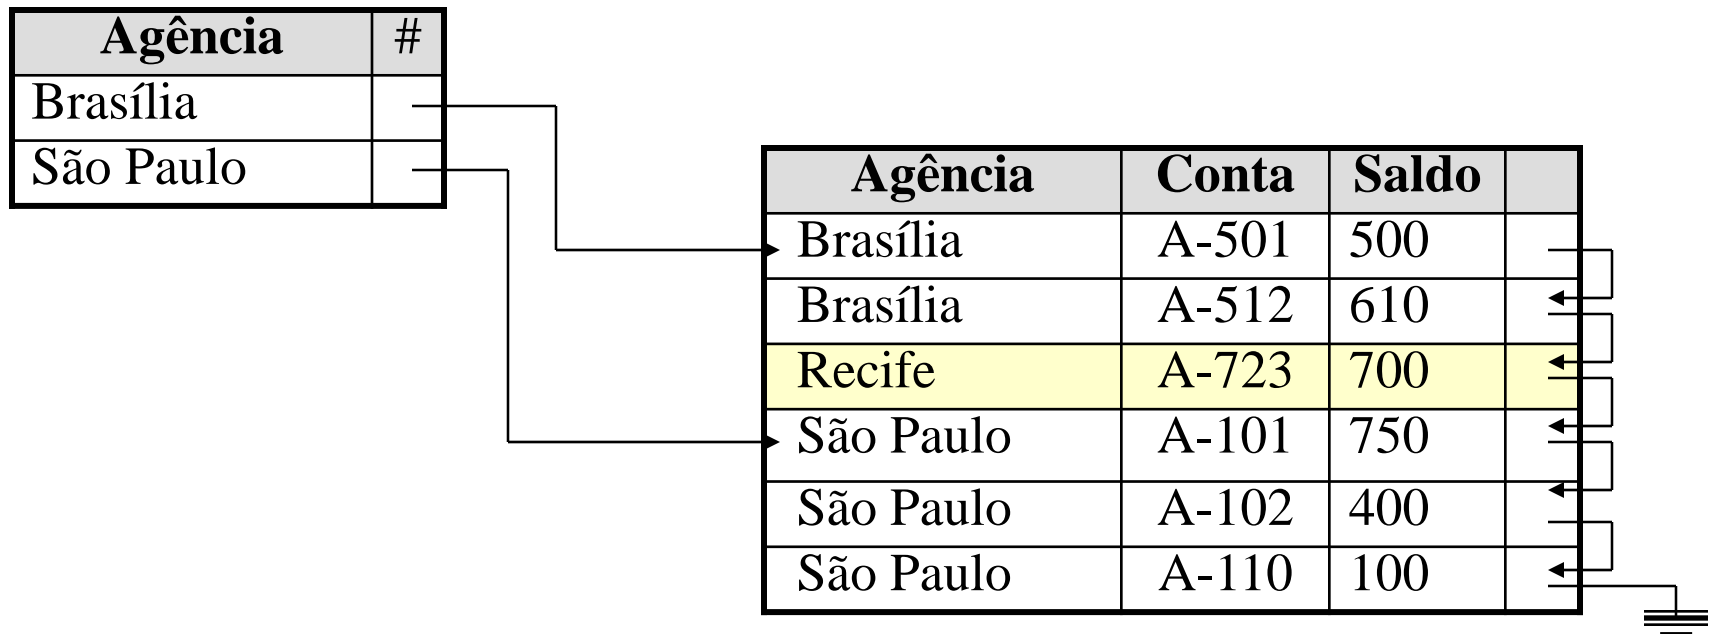 Agência #
Brasília
São Paulo
Agência Conta Saldo
Brasília A-501 500
Brasília A-512 610
Recife A-723 700
São Paulo A-101 750
São Paulo A-102 400
São Paulo A-110 100